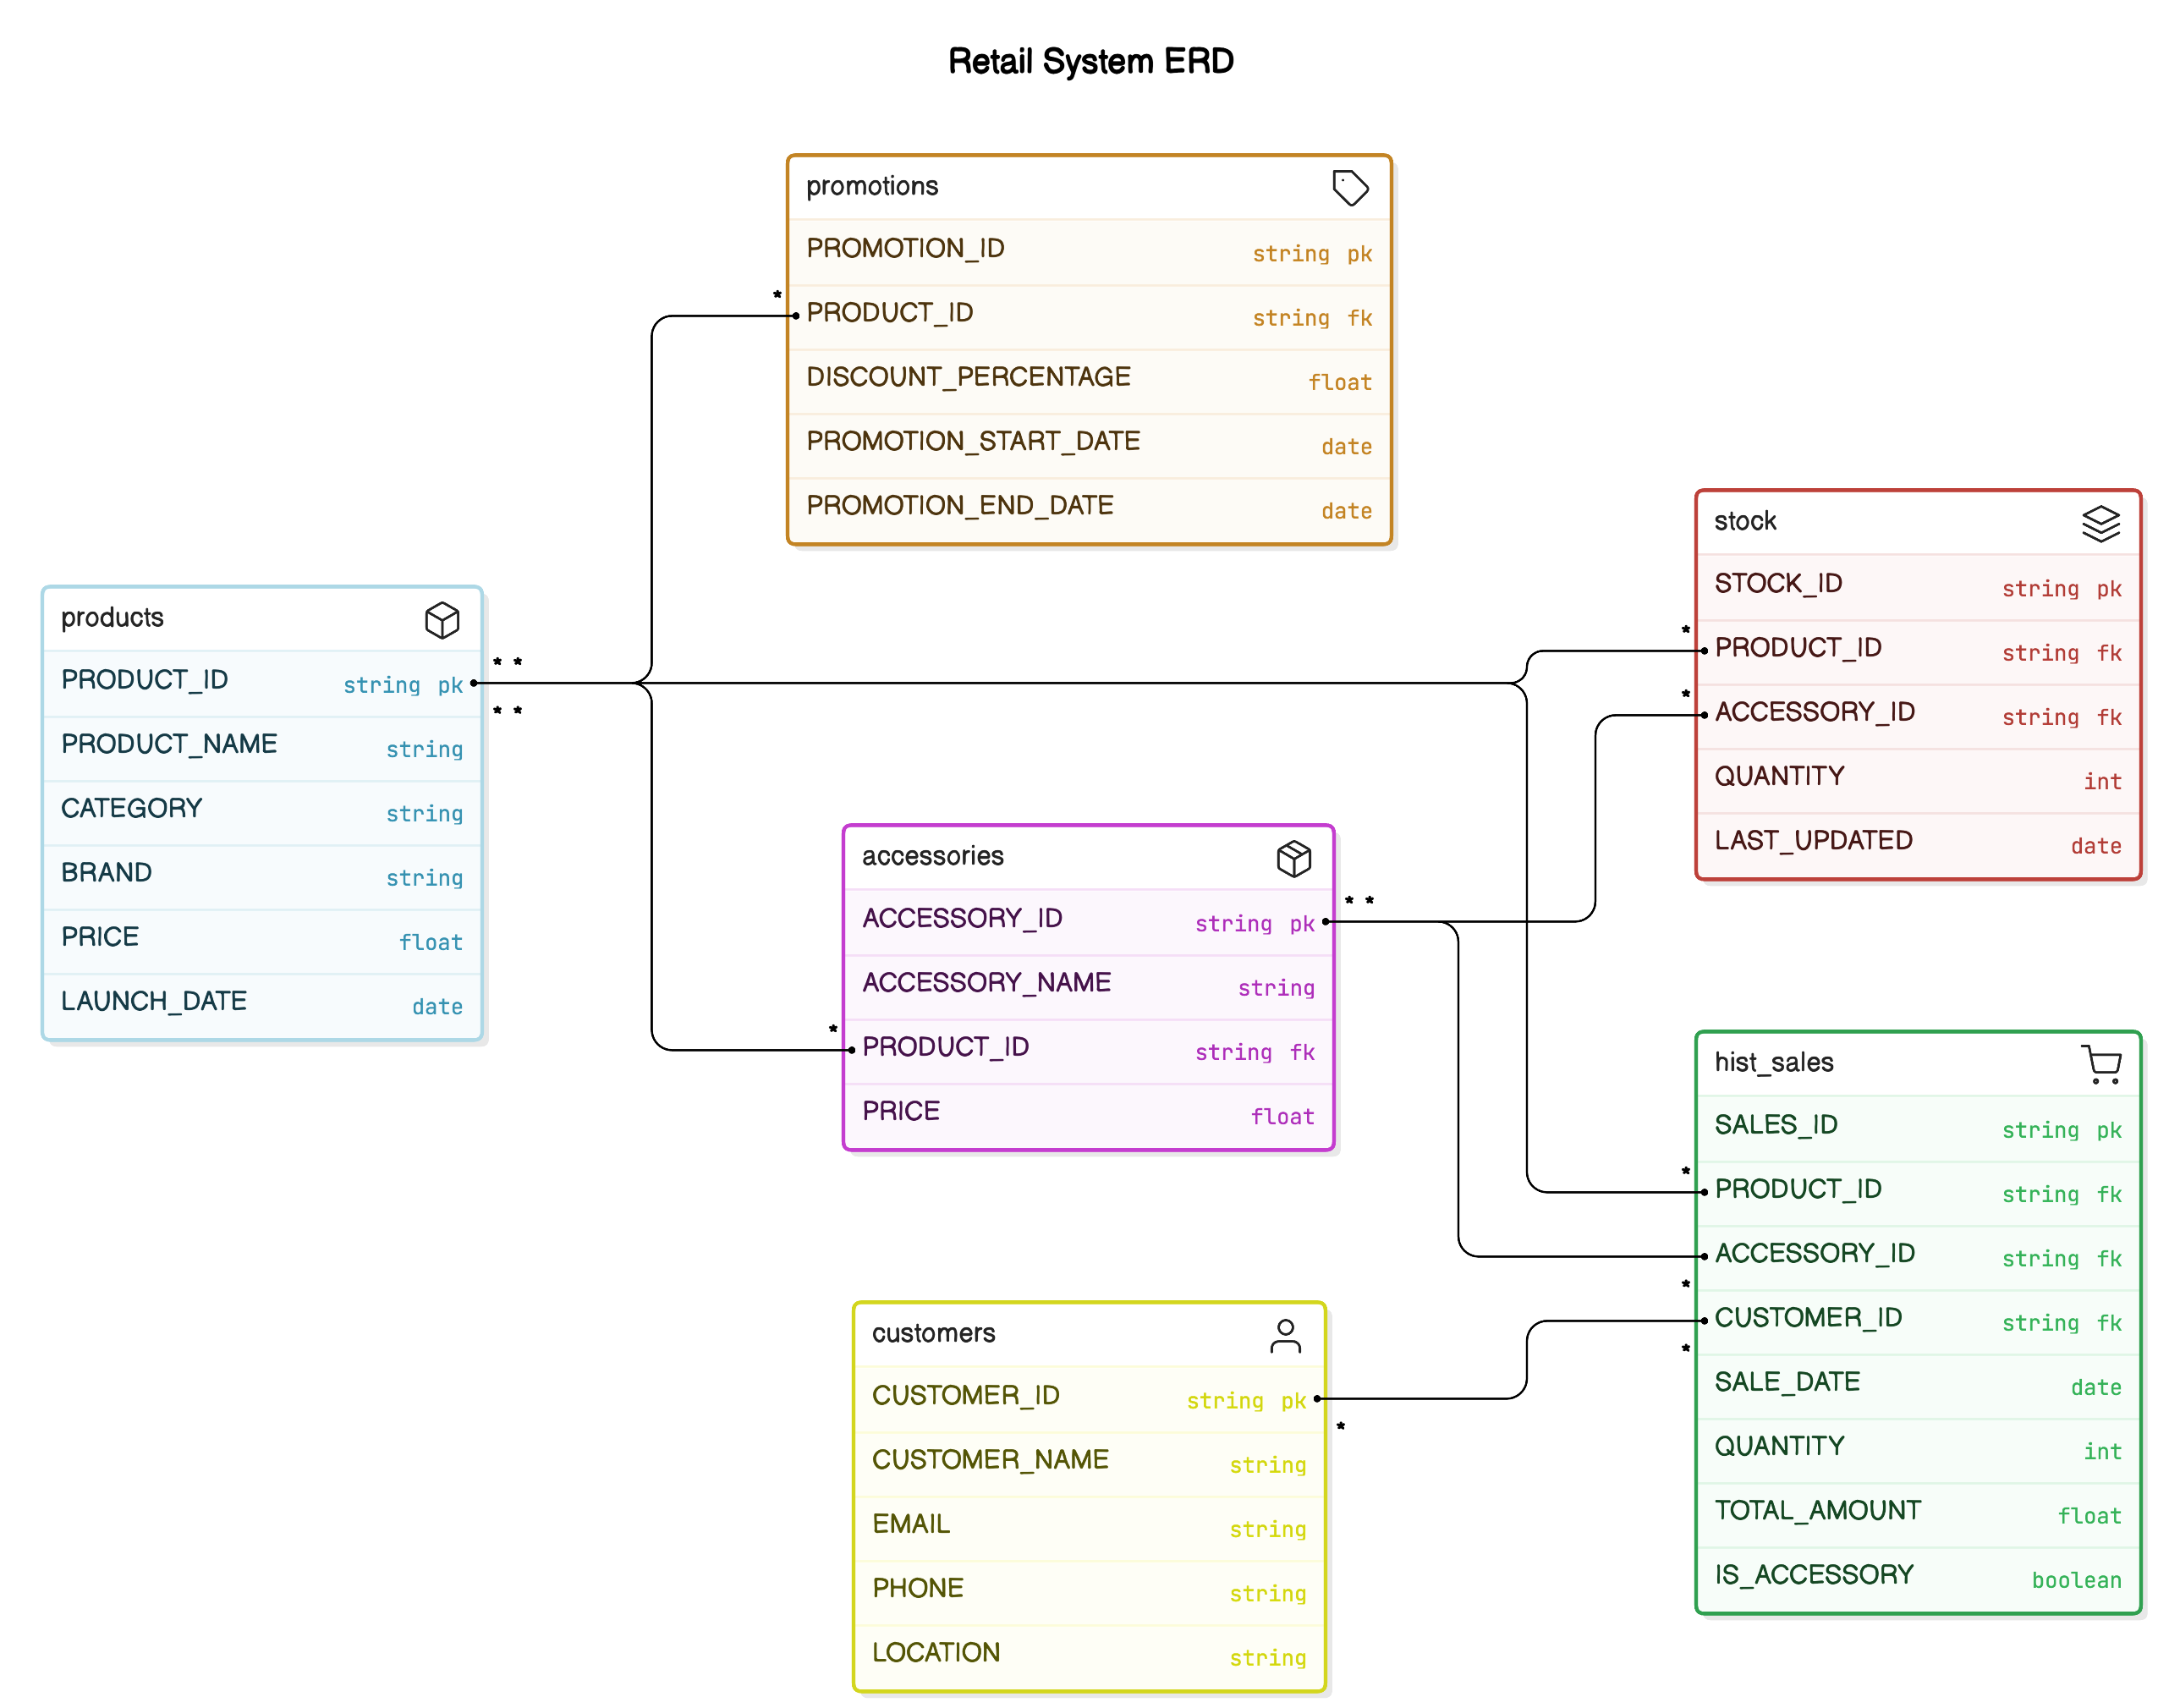 Retail System ERD
promotions
PROMOTION_ID string pk
*
PRODUCT_ID string fk
DISCOUNT_PERCENTAGE float
PROMOTION_START_DATE date
PROMOTION_END_DATE date
products
PRODUCT_ID string pk
* *
* *
PRODUCT_NAME string
CATEGORY string
BRAND string
PRICE float
LAUNCH_DATE date
accessories
ACCESSORY_ID string pk
* *
ACCESSORY_NAME string
*
PRODUCT_ID string fk
PRICE float
customers
CUSTOMER_ID string pk
*
CUSTOMER_NAME string
EMAIL string
PHONE string
LOCATION string
stock
STOCK_ID string pk
*
PRODUCT_ID string fk
*
ACCESSORY_ID string fk
QUANTITY int
LAST_UPDATED date
hist_sales
SALES_ID string pk
*
PRODUCT_ID string fk
ACCESSORY_ID string fk
*
CUSTOMER_ID string fk
*
SALE_DATE date
QUANTITY int
TOTAL_AMOUNT float
IS_ACCESSORY boolean